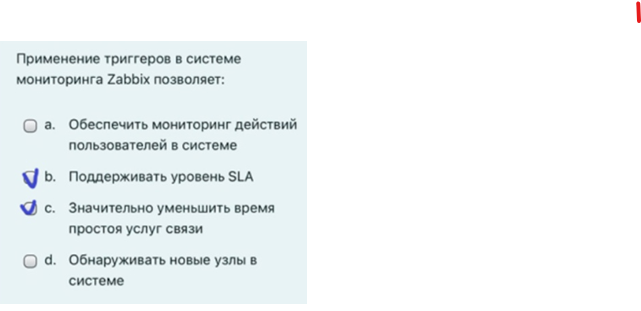 Применение триггеров в системе
мониторинга Zabbix позволяет:
a. Обеспечить мониторинг действий
пользователей в системе
b. Поддерживать уровень SLA
c. Значительно уменьшить время
простоя услуг связи
d. Обнаруживать новые узлы в
системе